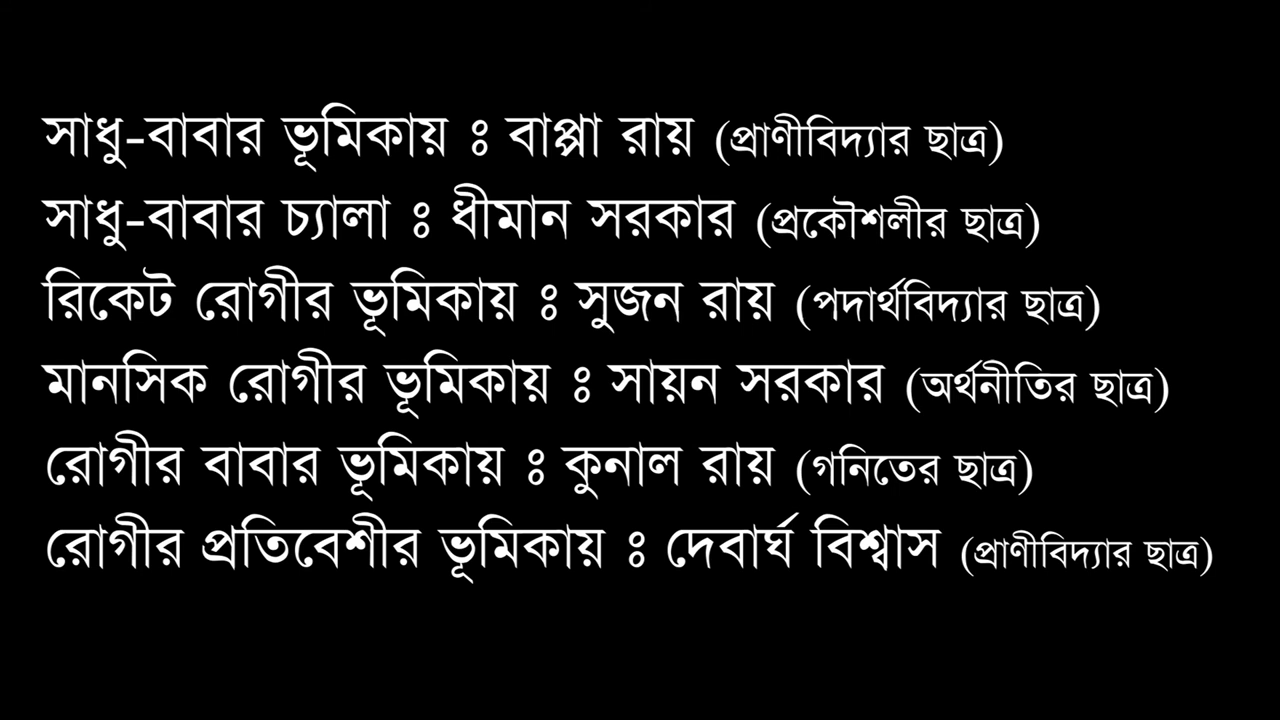 সাধু-বাবার ভূমিকায় ঃ বাপ্পা রায় (প্রাণীবিদ্যার ছাত্র)
সাধু-বাবার চ্যালা ঃ ধীমান সরকার (প্রকৌশলীর ছাত্র)
রিকেট রোগীর ভূমিকায় ঃ সুজন রায় (পদার্থবিদ্যার ছাত্র)
মানসিক রোগীর ভূমিকায় ঃ সায়ন সরকার (অর্থনীতির ছাত্র)
রোগীর বাবার ভূমিকায় ঃ কুনাল রায় (গনিতের ছাত্র)
রোগীর প্রতিবেশীর ভূমিকায় ঃ দেবার্ঘ বিশ্বাস (প্রাণীবিদ্যার ছাত্র)